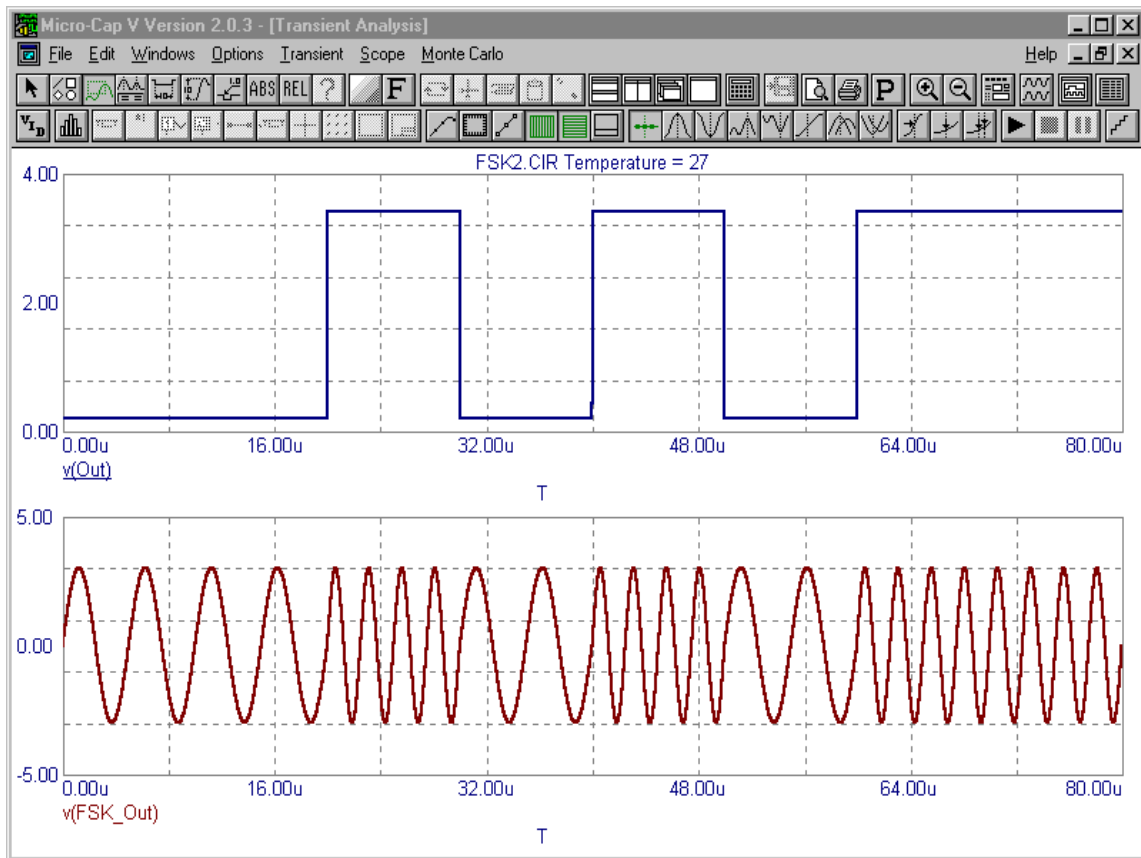 Micro-Cap V Version 2.0.3 - [Transient Analysis]
File Edit Windows Options Transient Scope Monte Carlo Help
ABS REL ? F P
V I D
FSK2.CIR Temperature = 27
4.00
2.00
0.00
0.00u 16.00u 32.00u 48.00u 64.00u 80.00u
v(Out)
T
5.00
0.00
-5.00
0.00u 16.00u 32.00u 48.00u 64.00u 80.00u
v(FSK_Out)
T